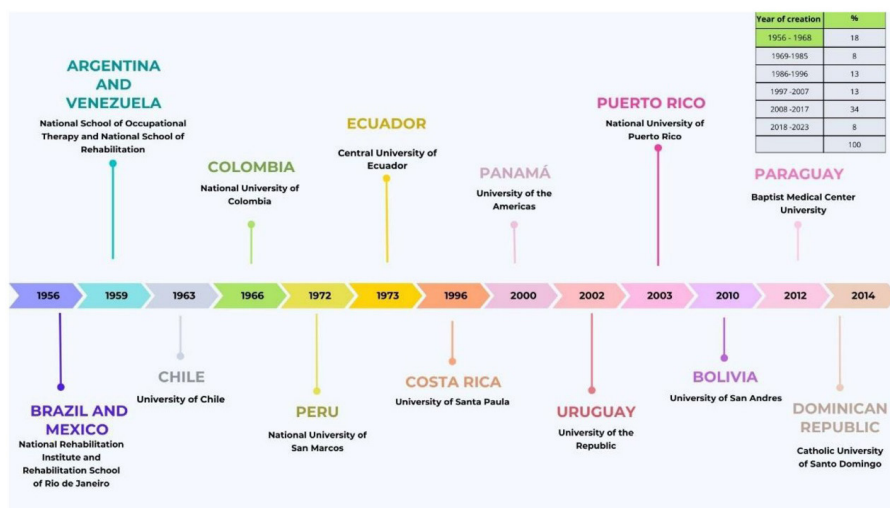 Year of creation %
1956 - 1968 18
1969-1985 8
1986-1996 13
1997 -2007 13
2008-2017 34
2018-2023 8
100
ARGENTINA
AND
VENEZUELA
National School of Occupational
Therapy and National School of
Rehabilitation
COLOMBIA
National University of
Colombia
ECUADOR
Central University of
Ecuador
PANAMÁ
University of the
Americas
PUERTO RICO
National University of
Puerto Rico
PARAGUAY
Baptist Medical Center
University
1956 1959 1963 1966 1972 1973 1996 2000 2002 2003 2010 2012 2014
BRAZIL AND
MEXICO
National Rehabilitation
Institute and
Rehabilitation School
of Rio de Janeiro
CHILE
University of Chile
PERU
National University of
San Marcos
COSTA RICA
University of Santa Paula
URUGUAY
University of the
Republic
BOLIVIA
University of San Andres
DOMINICAN
REPUBLIC
Catholic University
of Santo Domingo